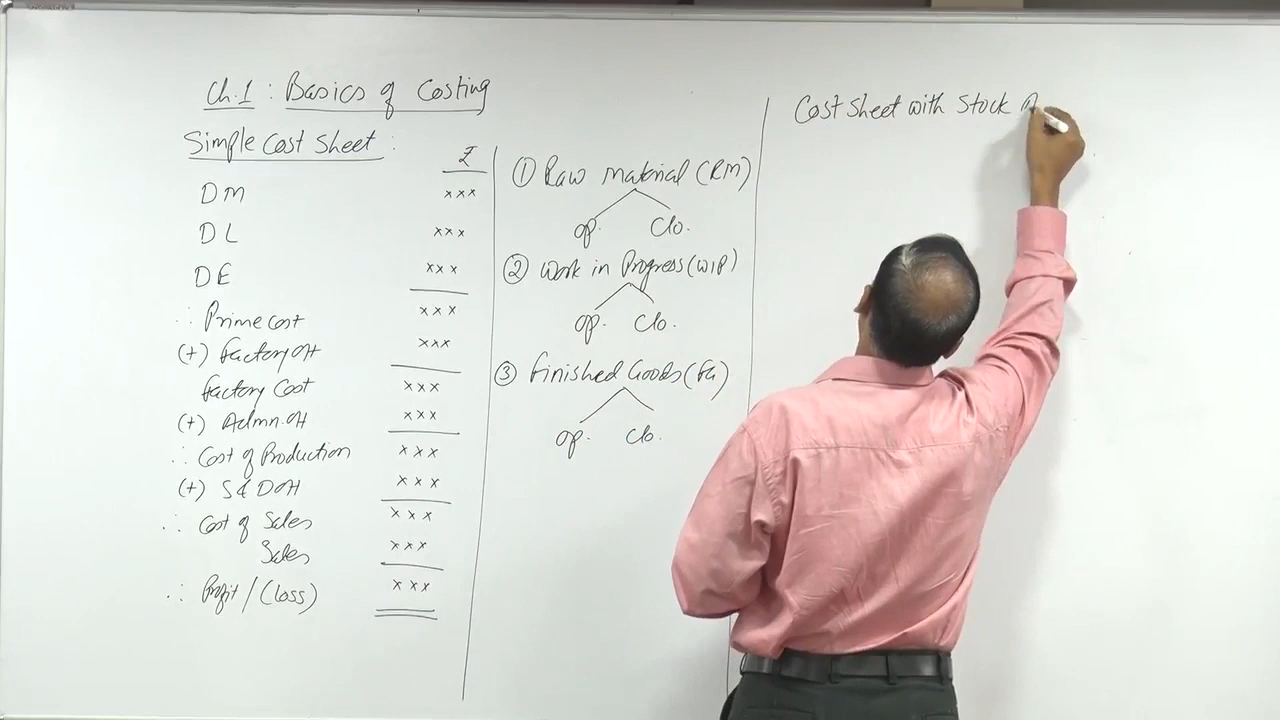 Ch.1 : Basics of Costing
Simple Cost Sheet :
₹
DM xxx
DL xxx
DE xxx
∴ Prime Cost xxx
(+) Factory OH xxx
Factory Cost xxx
(+) Admn. OH xxx
∴ Cost of Production xxx
(+) S & D OH xxx
∴ Cost of Sales xxx
Sales xxx
∴ Profit / (Loss) xxx
① Raw Material (RM)
op. Clo.
② Work in Progress (WIP)
op. Clo.
③ Finished Goods (FG)
op. Clo.
Cost Sheet with Stock